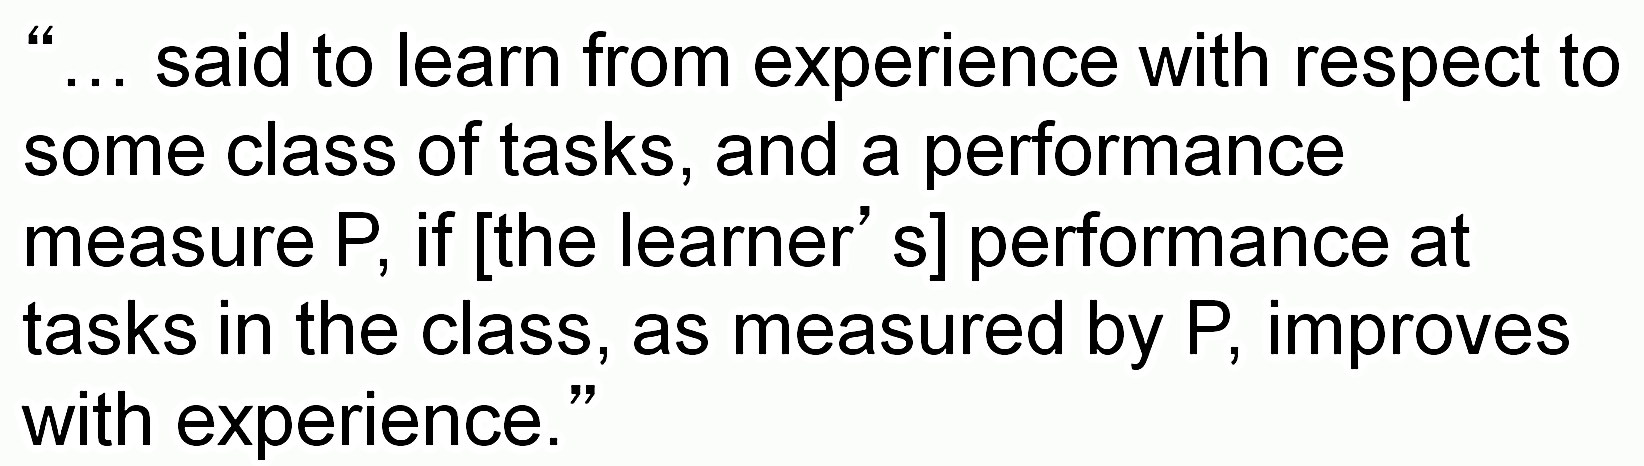 “… said to learn from experience with respect to
some class of tasks, and a performance
measure P, if [the learner’ s] performance at
tasks in the class, as measured by P, improves
with experience.”